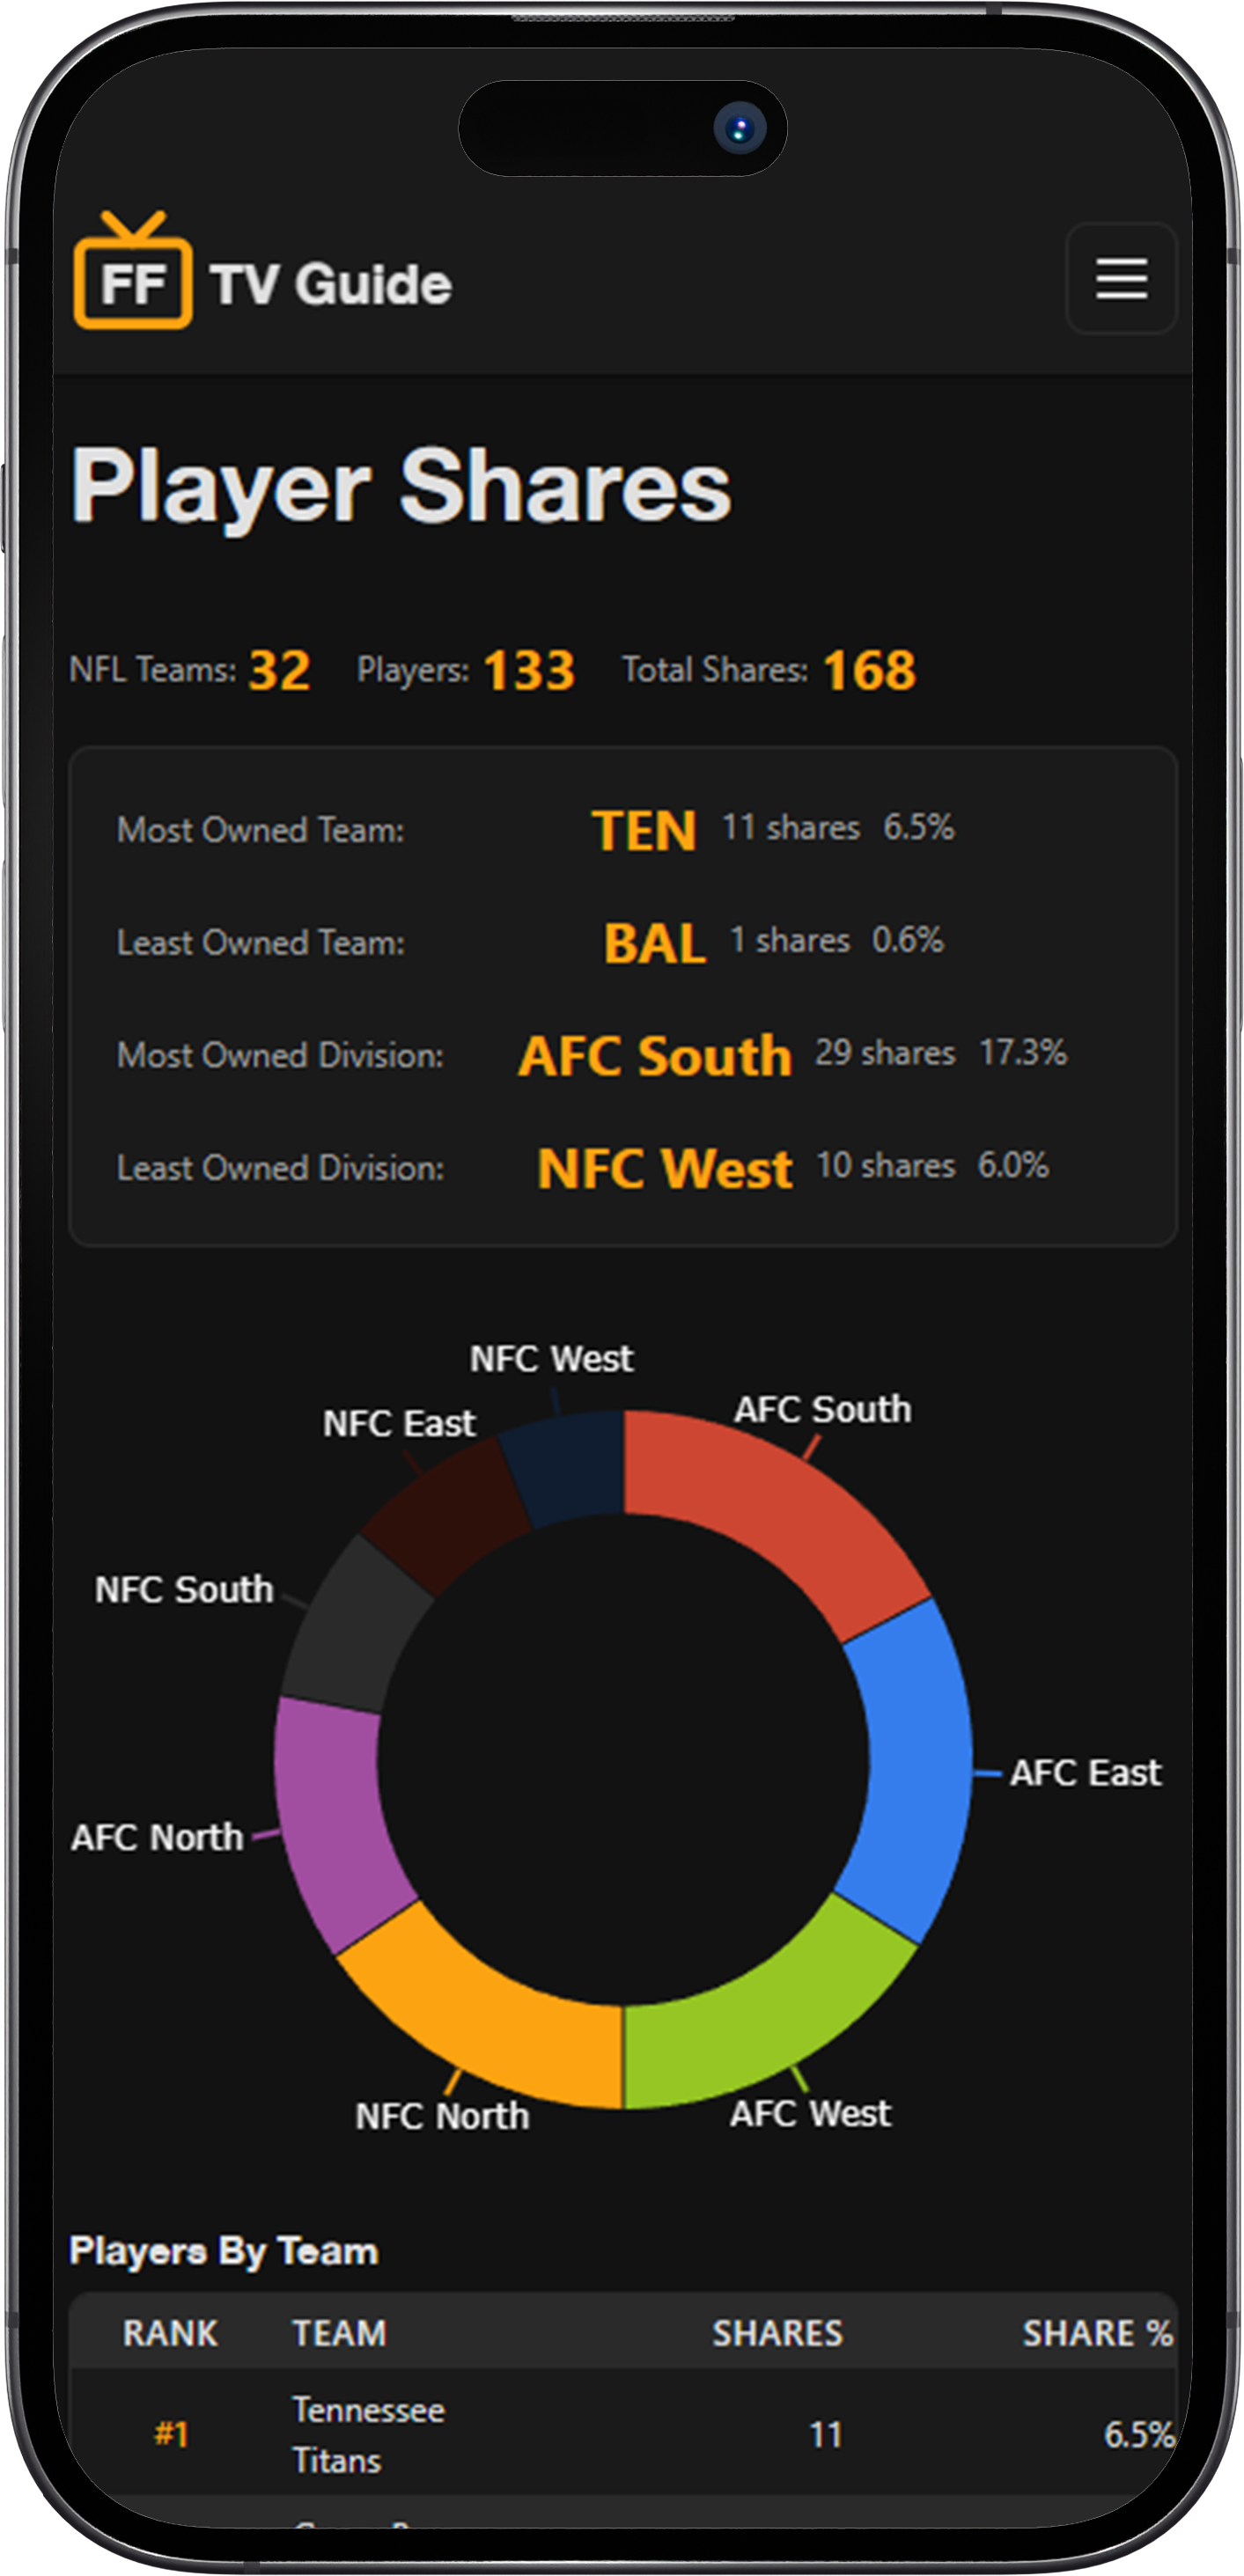 FF TV Guide
Player Shares
NFL Teams: 32 Players: 133 Total Shares: 168
Most Owned Team: TEN 11 shares 6.5%
Least Owned Team: BAL 1 shares 0.6%
Most Owned Division: AFC South 29 shares 17.3%
Least Owned Division: NFC West 10 shares 6.0%
NFC West
AFC South
NFC East
NFC South
AFC East
AFC North
AFC West
NFC North
Players By Team
RANK TEAM SHARES SHARE %
#1 Tennessee Titans 11 6.5%